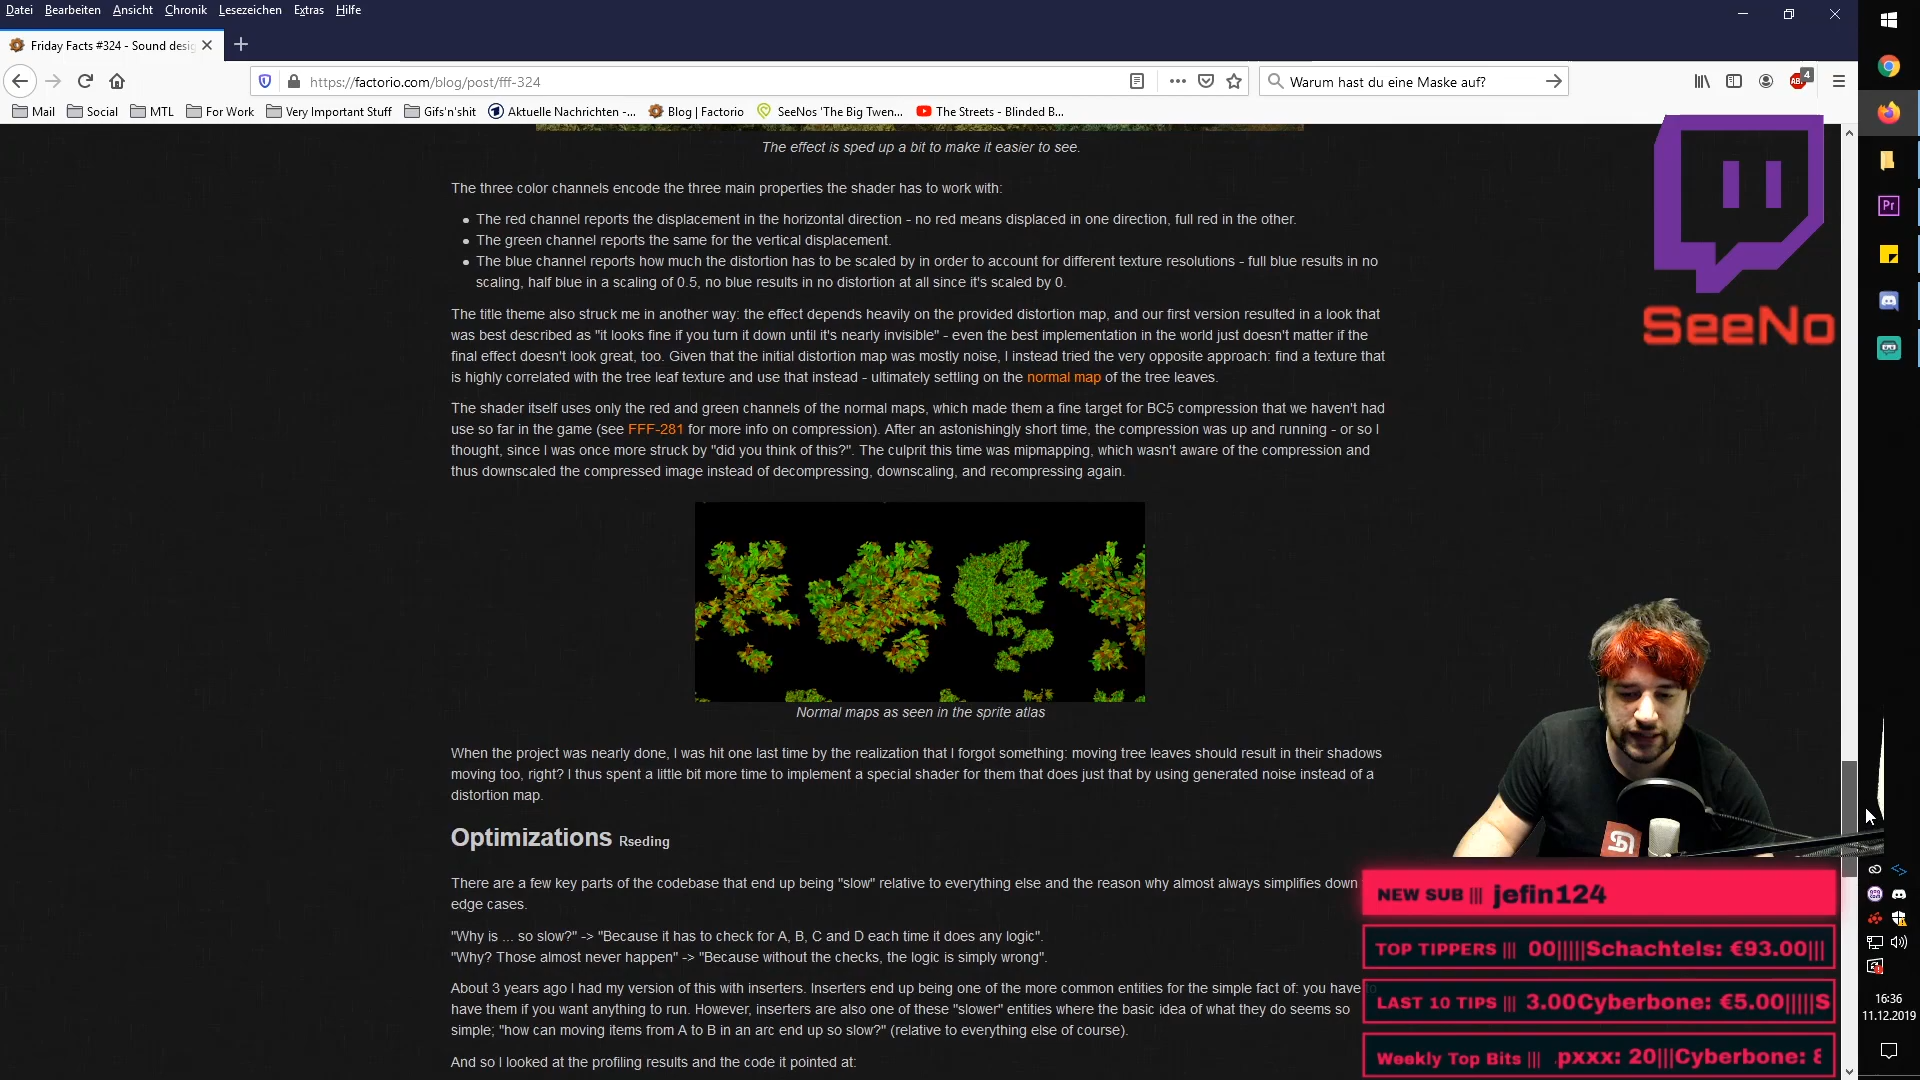 Datei Bearbeiten Ansicht Chronik Lesezeichen Extras Hilfe
Friday Facts #324 - Sound desig
https://factorio.com/blog/post/fff-324
Warum hast du eine Maske auf?
4
Mail Social MTL For Work Very Important Stuff Gifs'n'shit Aktuelle Nachrichten -... Blog | Factorio SeeNos 'The Big Twen... The Streets - Blinded B...
The effect is sped up a bit to make it easier to see.
The three color channels encode the three main properties the shader has to work with:
The red channel reports the displacement in the horizontal direction - no red means displaced in one direction, full red in the other.
The green channel reports the same for the vertical displacement.
The blue channel reports how much the distortion has to be scaled by in order to account for different texture resolutions - full blue results in no
scaling, half blue in a scaling of 0.5, no blue results in no distortion at all since it's scaled by 0.
The title theme also struck me in another way: the effect depends heavily on the provided distortion map, and our first version resulted in a look that
was best described as "it looks fine if you turn it down until it's nearly invisible" - even the best implementation in the world just doesn't matter if the
final effect doesn't look great, too. Given that the initial distortion map was mostly noise, I instead tried the very opposite approach: find a texture that
is highly correlated with the tree leaf texture and use that instead - ultimately settling on the normal map of the tree leaves.
The shader itself uses only the red and green channels of the normal maps, which made them a fine target for BC5 compression that we haven't had
use so far in the game (see FFF-281 for more info on compression). After an astonishingly short time, the compression was up and running - or so I
thought, since I was once more struck by "did you think of this?". The culprit this time was mipmapping, which wasn't aware of the compression and
thus downscaled the compressed image instead of decompressing, downscaling, and recompressing again.
Normal maps as seen in the sprite atlas
When the project was nearly done, I was hit one last time by the realization that I forgot something: moving tree leaves should result in their shadows
moving too, right? I thus spent a little bit more time to implement a special shader for them that does just that by using generated noise instead of a
distortion map.
Optimizations Rseding
There are a few key parts of the codebase that end up being "slow" relative to everything else and the reason why almost always simplifies down
edge cases.
"Why is ... so slow?" -> "Because it has to check for A, B, C and D each time it does any logic".
"Why? Those almost never happen" -> "Because without the checks, the logic is simply wrong".
About 3 years ago I had my version of this with inserters. Inserters end up being one of the more common entities for the simple fact of: you have to
have them if you want anything to run. However, inserters are also one of these "slower" entities where the basic idea of what they do seems so
simple; "how can moving items from A to B in an arc end up so slow?" (relative to everything else of course).
And so I looked at the profiling results and the code it pointed at:
SeeNo
NEW SUB ||| jefin124
TOP TIPPERS ||| 00|||||Schachtels: €93.00|||
LAST 10 TIPS ||| 3.00Cyberbone: €5.00|||||S
Weekly Top Bits ||| pxxx: 20|||Cyberbone: 8
Pr
16:36
11.12.2019